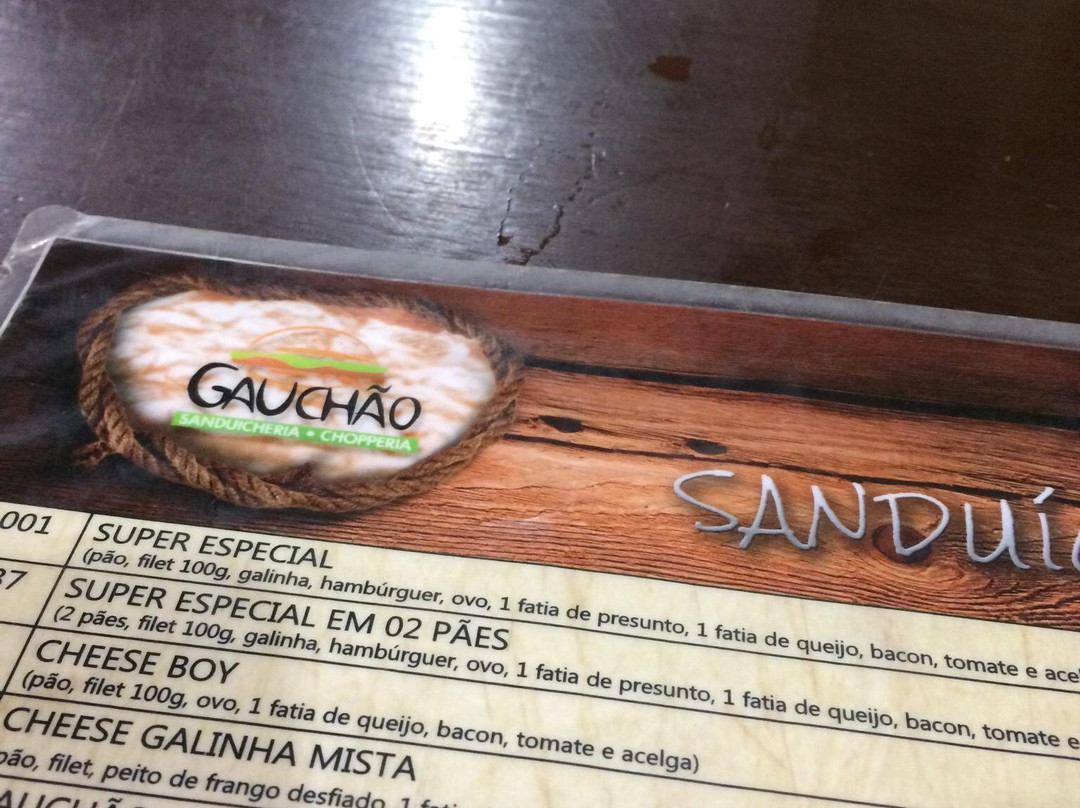 GAUCHÃO
SANDUICHERIA • CHOPPERIA
SANDUÍ
001
SUPER ESPECIAL
(pão, filet 100g, galinha, hambúrguer, ovo, 1 fatia de presunto, 1 fatia de queijo, bacon, tomate e acel
37
SUPER ESPECIAL EM 02 PÃES
(2 pães, filet 100g, galinha, hambúrguer, ovo, 1 fatia de presunto, 1 fatia de queijo, bacon, tomate e
CHEESE BOY
(pão, filet 100g, ovo, 1 fatia de queijo, bacon, tomate e acelga)
CHEESE GALINHA MISTA
pão, filet, peito de frango desfiado, 1